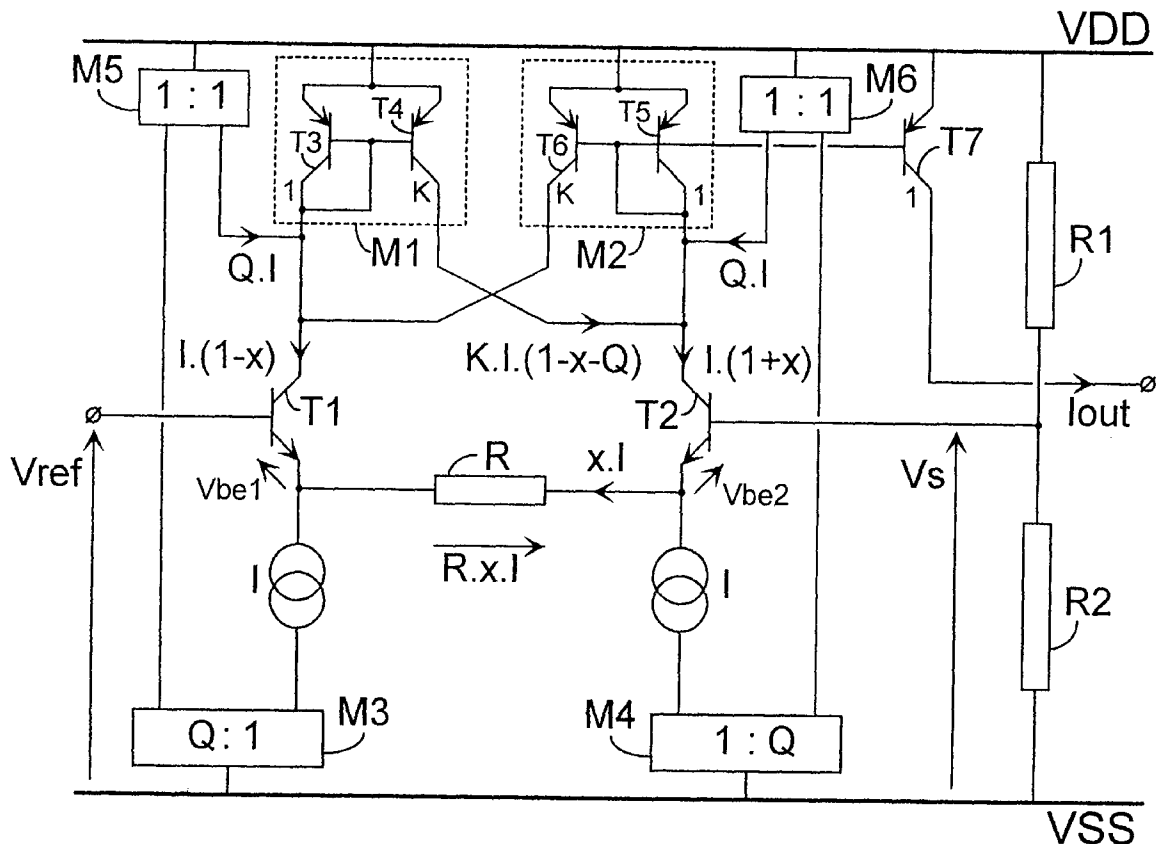 VDD
M5
1 : 1
T3
T4
1
K
M1
T6
T5
K
1
M2
1 : 1
M6
T7
1
R1
Q.I
Q.I
I.(1-x)
K.I.(1-x-Q)
I.(1+x)
Iout
T1
T2
Vref
Vbe1
R
x.I
Vbe2
Vs
R.x.I
I
I
R2
Q : 1
M3
M4
1 : Q
VSS